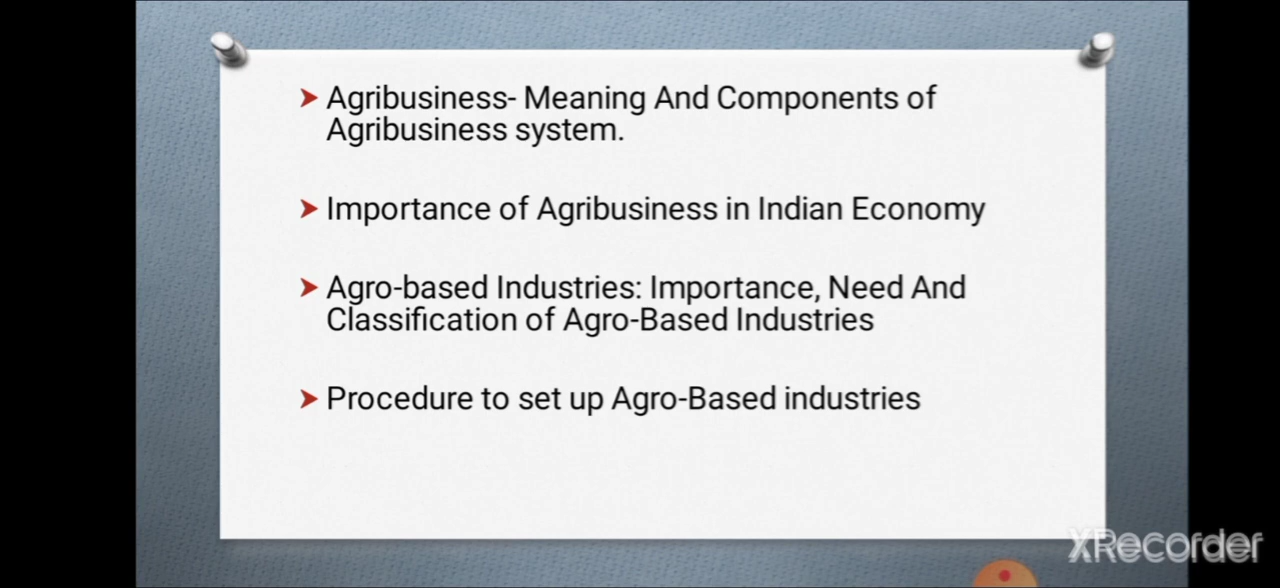 Agribusiness- Meaning And Components of
Agribusiness system.
Importance of Agribusiness in Indian Economy
Agro-based Industries: Importance, Need And
Classification of Agro-Based Industries
Procedure to set up Agro-Based industries
XRecorder